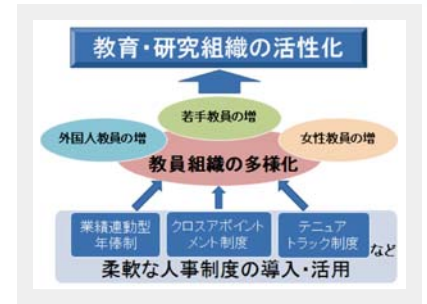 教育・研究組織の活性化
若手教員の増
外国人教員の増
女性教員の増
教員組織の多様化
業績連動型
年俸制
クロスアポイント
メント制度
テニュア
トラック制度
など
柔軟な人事制度の導入・活用